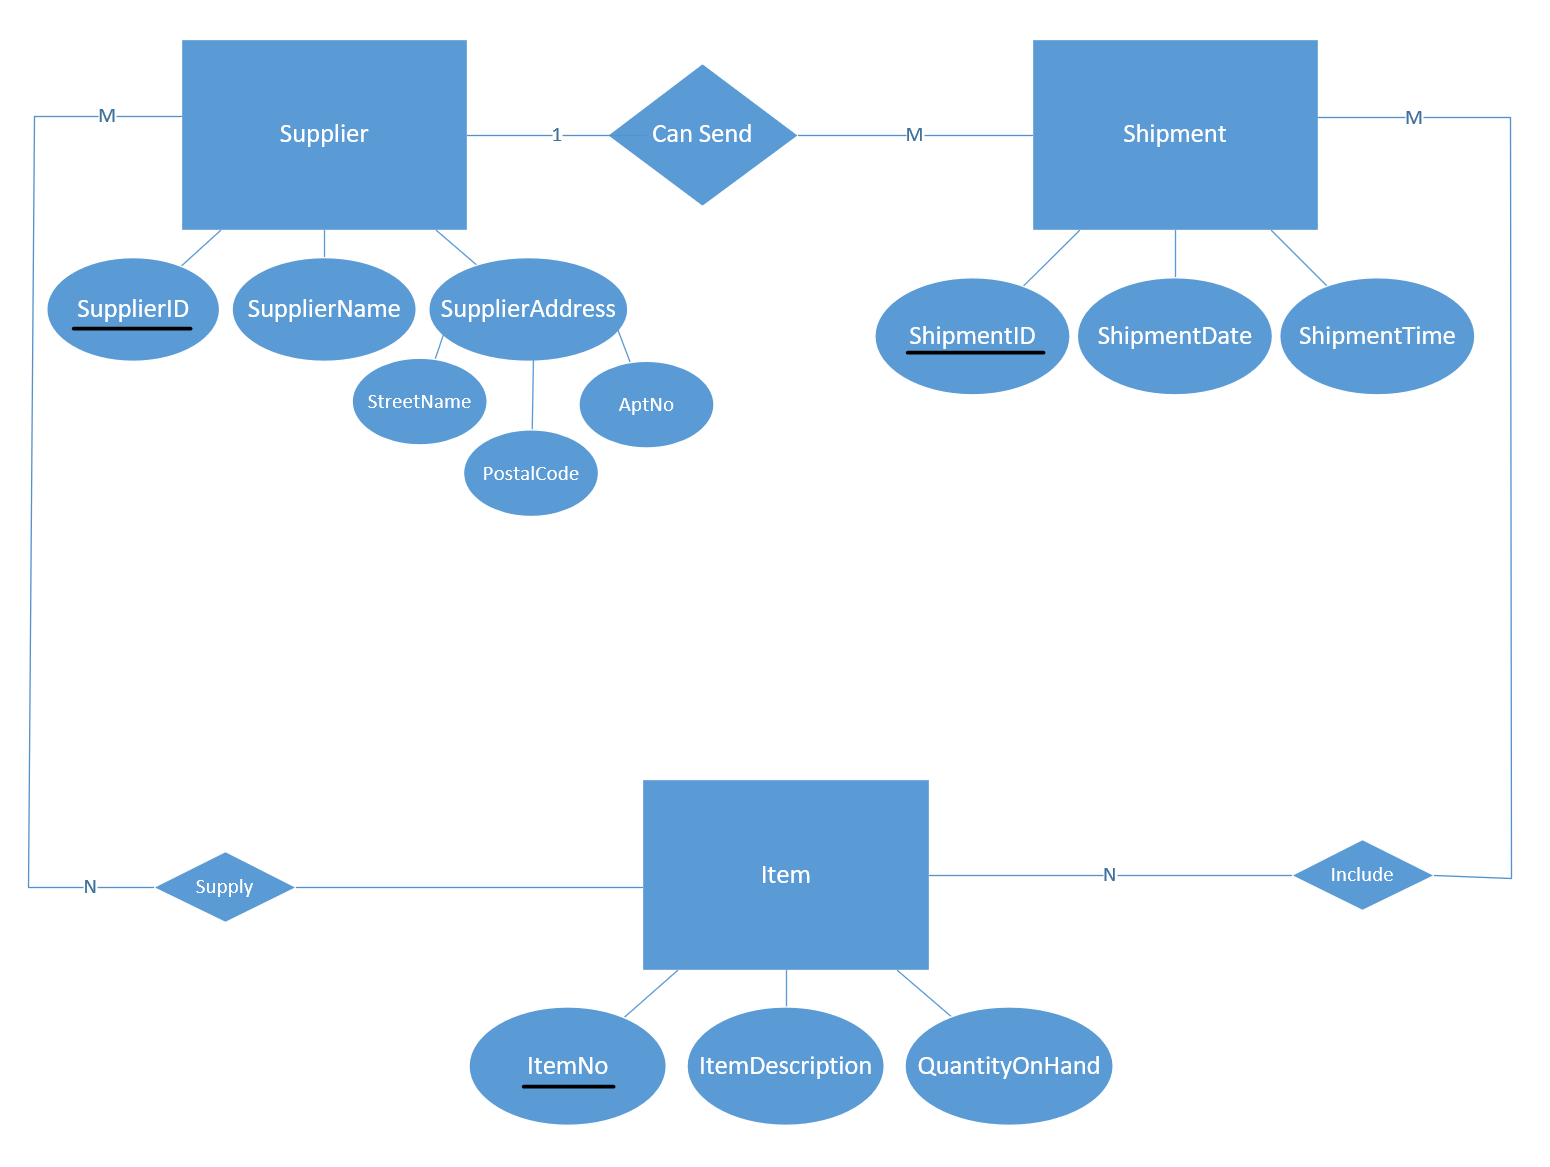 M
Supplier
1
Can Send
M
Shipment
M
SupplierID
SupplierName
SupplierAddress
StreetName
AptNo
PostalCode
ShipmentID
ShipmentDate
ShipmentTime
N
Supply
Item
N
Include
ItemNo
ItemDescription
QuantityOnHand